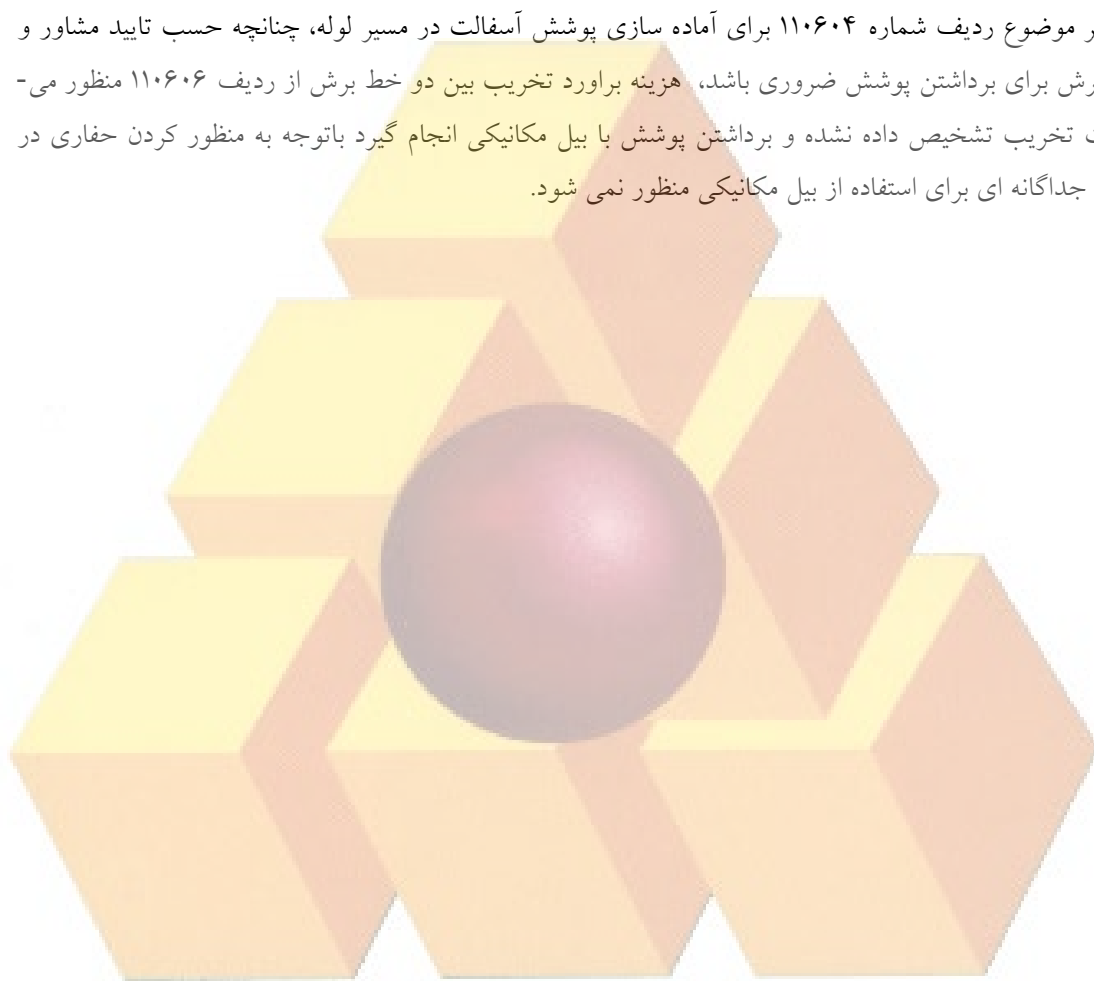 ر موضوع ردیف شماره ۱۱۰۶۰۴ برای آماده سازی پوشش آسفالت در مسیر لوله، چنانچه حسب تایید مشاور و
رش برای برداشتن پوشش ضروری باشد، هزینه براورد تخریب بین دو خط برش از ردیف ۱۱۰۶۰۶ منظور می-
ت تخریب تشخیص داده نشده و برداشتن پوشش با بیل مکانیکی انجام گیرد باتوجه به منظور کردن حفاری در
جداگانه ای برای استفاده از بیل مکانیکی منظور نمی شود.